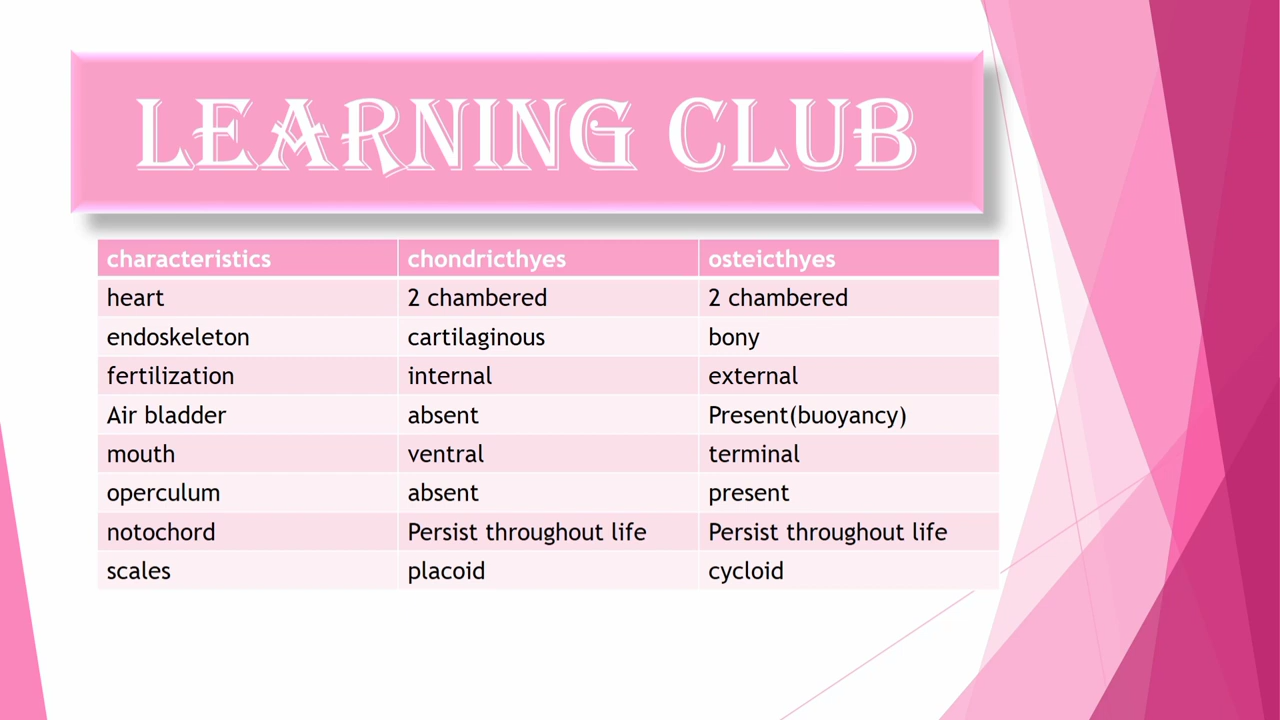 LEARNING CLUB
characteristics chondricthyes osteicthyes
heart 2 chambered 2 chambered
endoskeleton cartilaginous bony
fertilization internal external
Air bladder absent Present(buoyancy)
mouth ventral terminal
operculum absent present
notochord Persist throughout life Persist throughout life
scales placoid cycloid